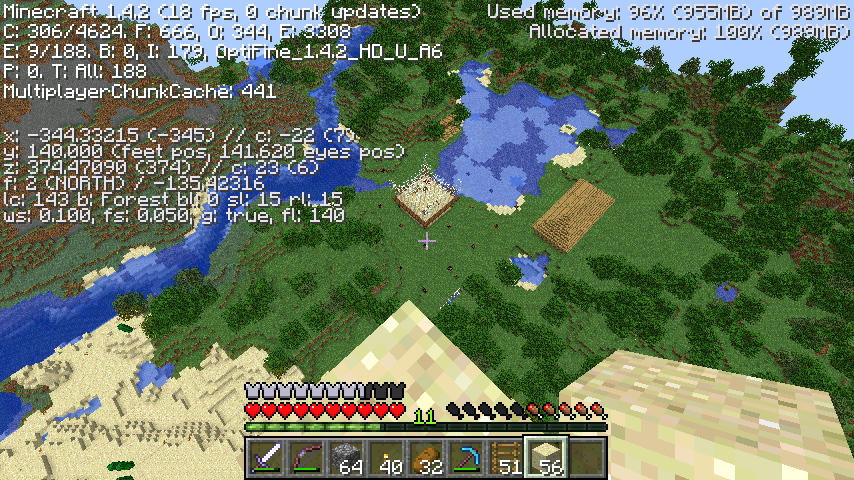 Minecraft 1.4.2 (18 fps, 0 chunk updates)
Used memory: 96% (955MB) of 989MB
C: 306/4624, F: 666, O: 344, E: 3308
Allocated memory: 100% (989MB)
E: 9/188, B: 0, I: 179, OptiFine_1.4.2_HD_U_A6
P: 0, T: All: 188
MultiplayerChunkCache: 441
x: -344.33215 (-345) // c: -22 (7)
y: 140.000 (feet pos, 141.620 eyes pos)
z: 374.47090 (374) // c: 23 (6)
f: 2 (NORTH) / -135.42316
lc: 143 b: Forest bl: 0 sl: 15 rl: 15
ws: 0.100, fs: 0.050, g: true, fl: 140
11
64 40 32 51 56